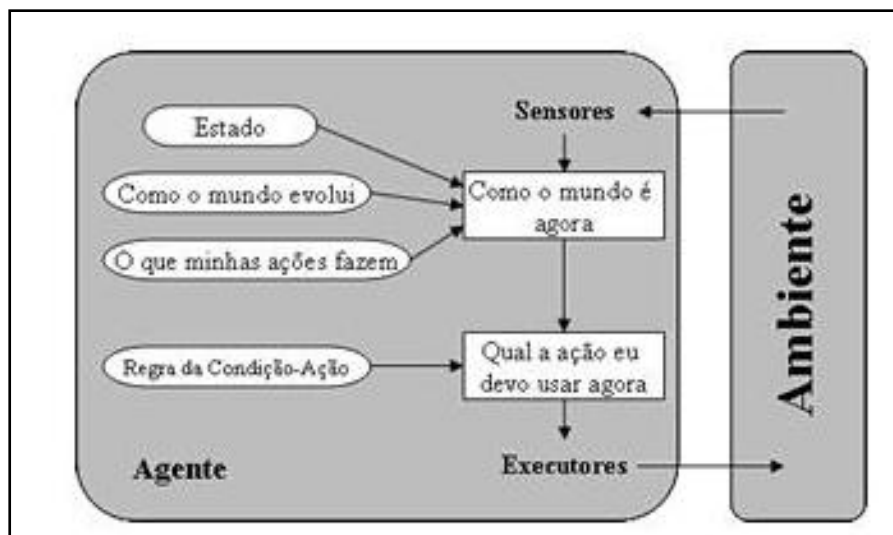 Sensores
Estado
Como o mundo evolui
Como o mundo é
agora
O que minhas ações fazem
Regra da Condição-Ação
Qual a ação eu
devo usar agora
Agente
Executores
Ambiente